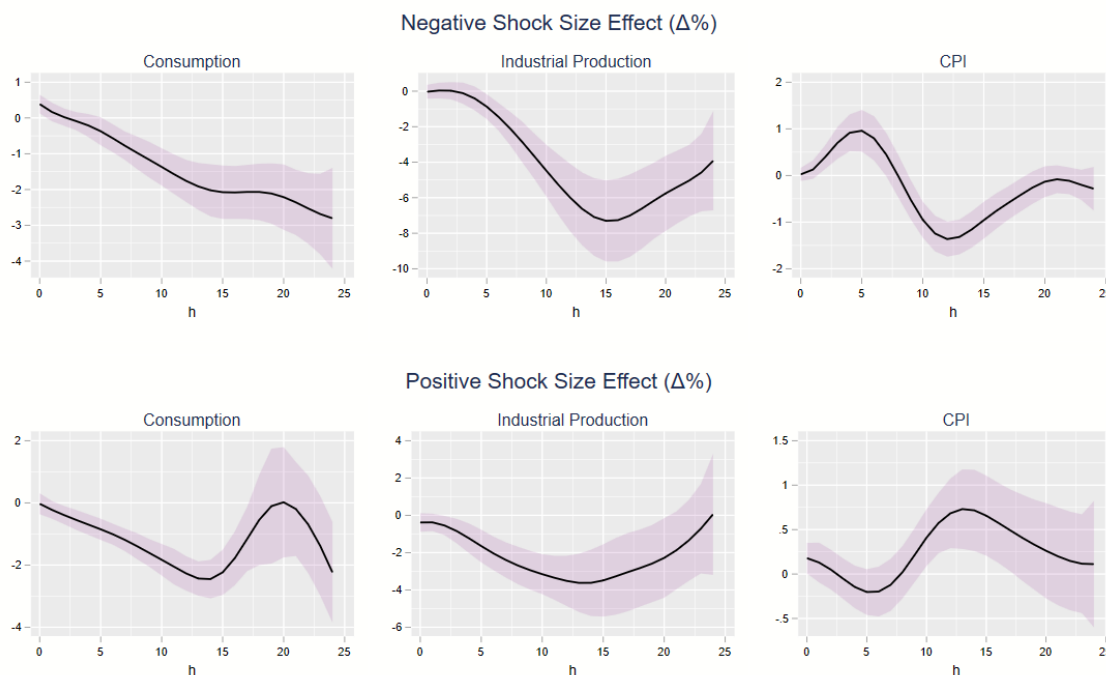 Negative Shock Size Effect (Δ%)
Consumption
Industrial Production
CPI
1
0
-1
-2
-3
-4
0 5 10 15 20 25
h
0
-2
-4
-6
-8
-10
0 5 10 15 20 25
h
2
1
0
-1
-2
0 5 10 15 20 25
h
Positive Shock Size Effect (Δ%)
Consumption
Industrial Production
CPI
2
0
-2
-4
0 5 10 15 20 25
h
4
2
0
-2
-4
-6
0 5 10 15 20 25
h
1.5
1
.5
0
-.5
0 5 10 15 20 25
h